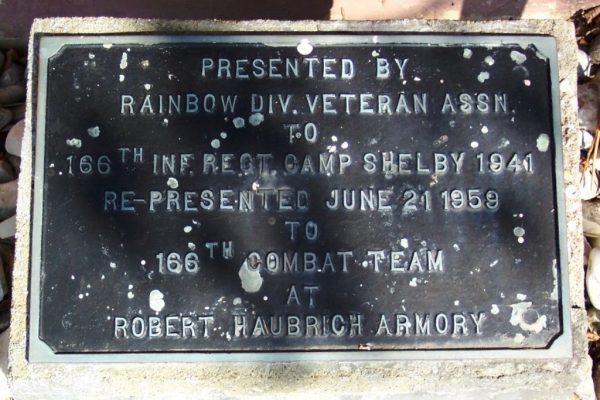 PRESENTED BY
RAINBOW DIV. VETERAN ASSN
TO
166TH INF. REGT. CAMP SHELBY 1941
RE-PRESENTED JUNE 21 1959
TO
166TH COMBAT TEAM
AT
ROBERT HAUBRICH ARMORY